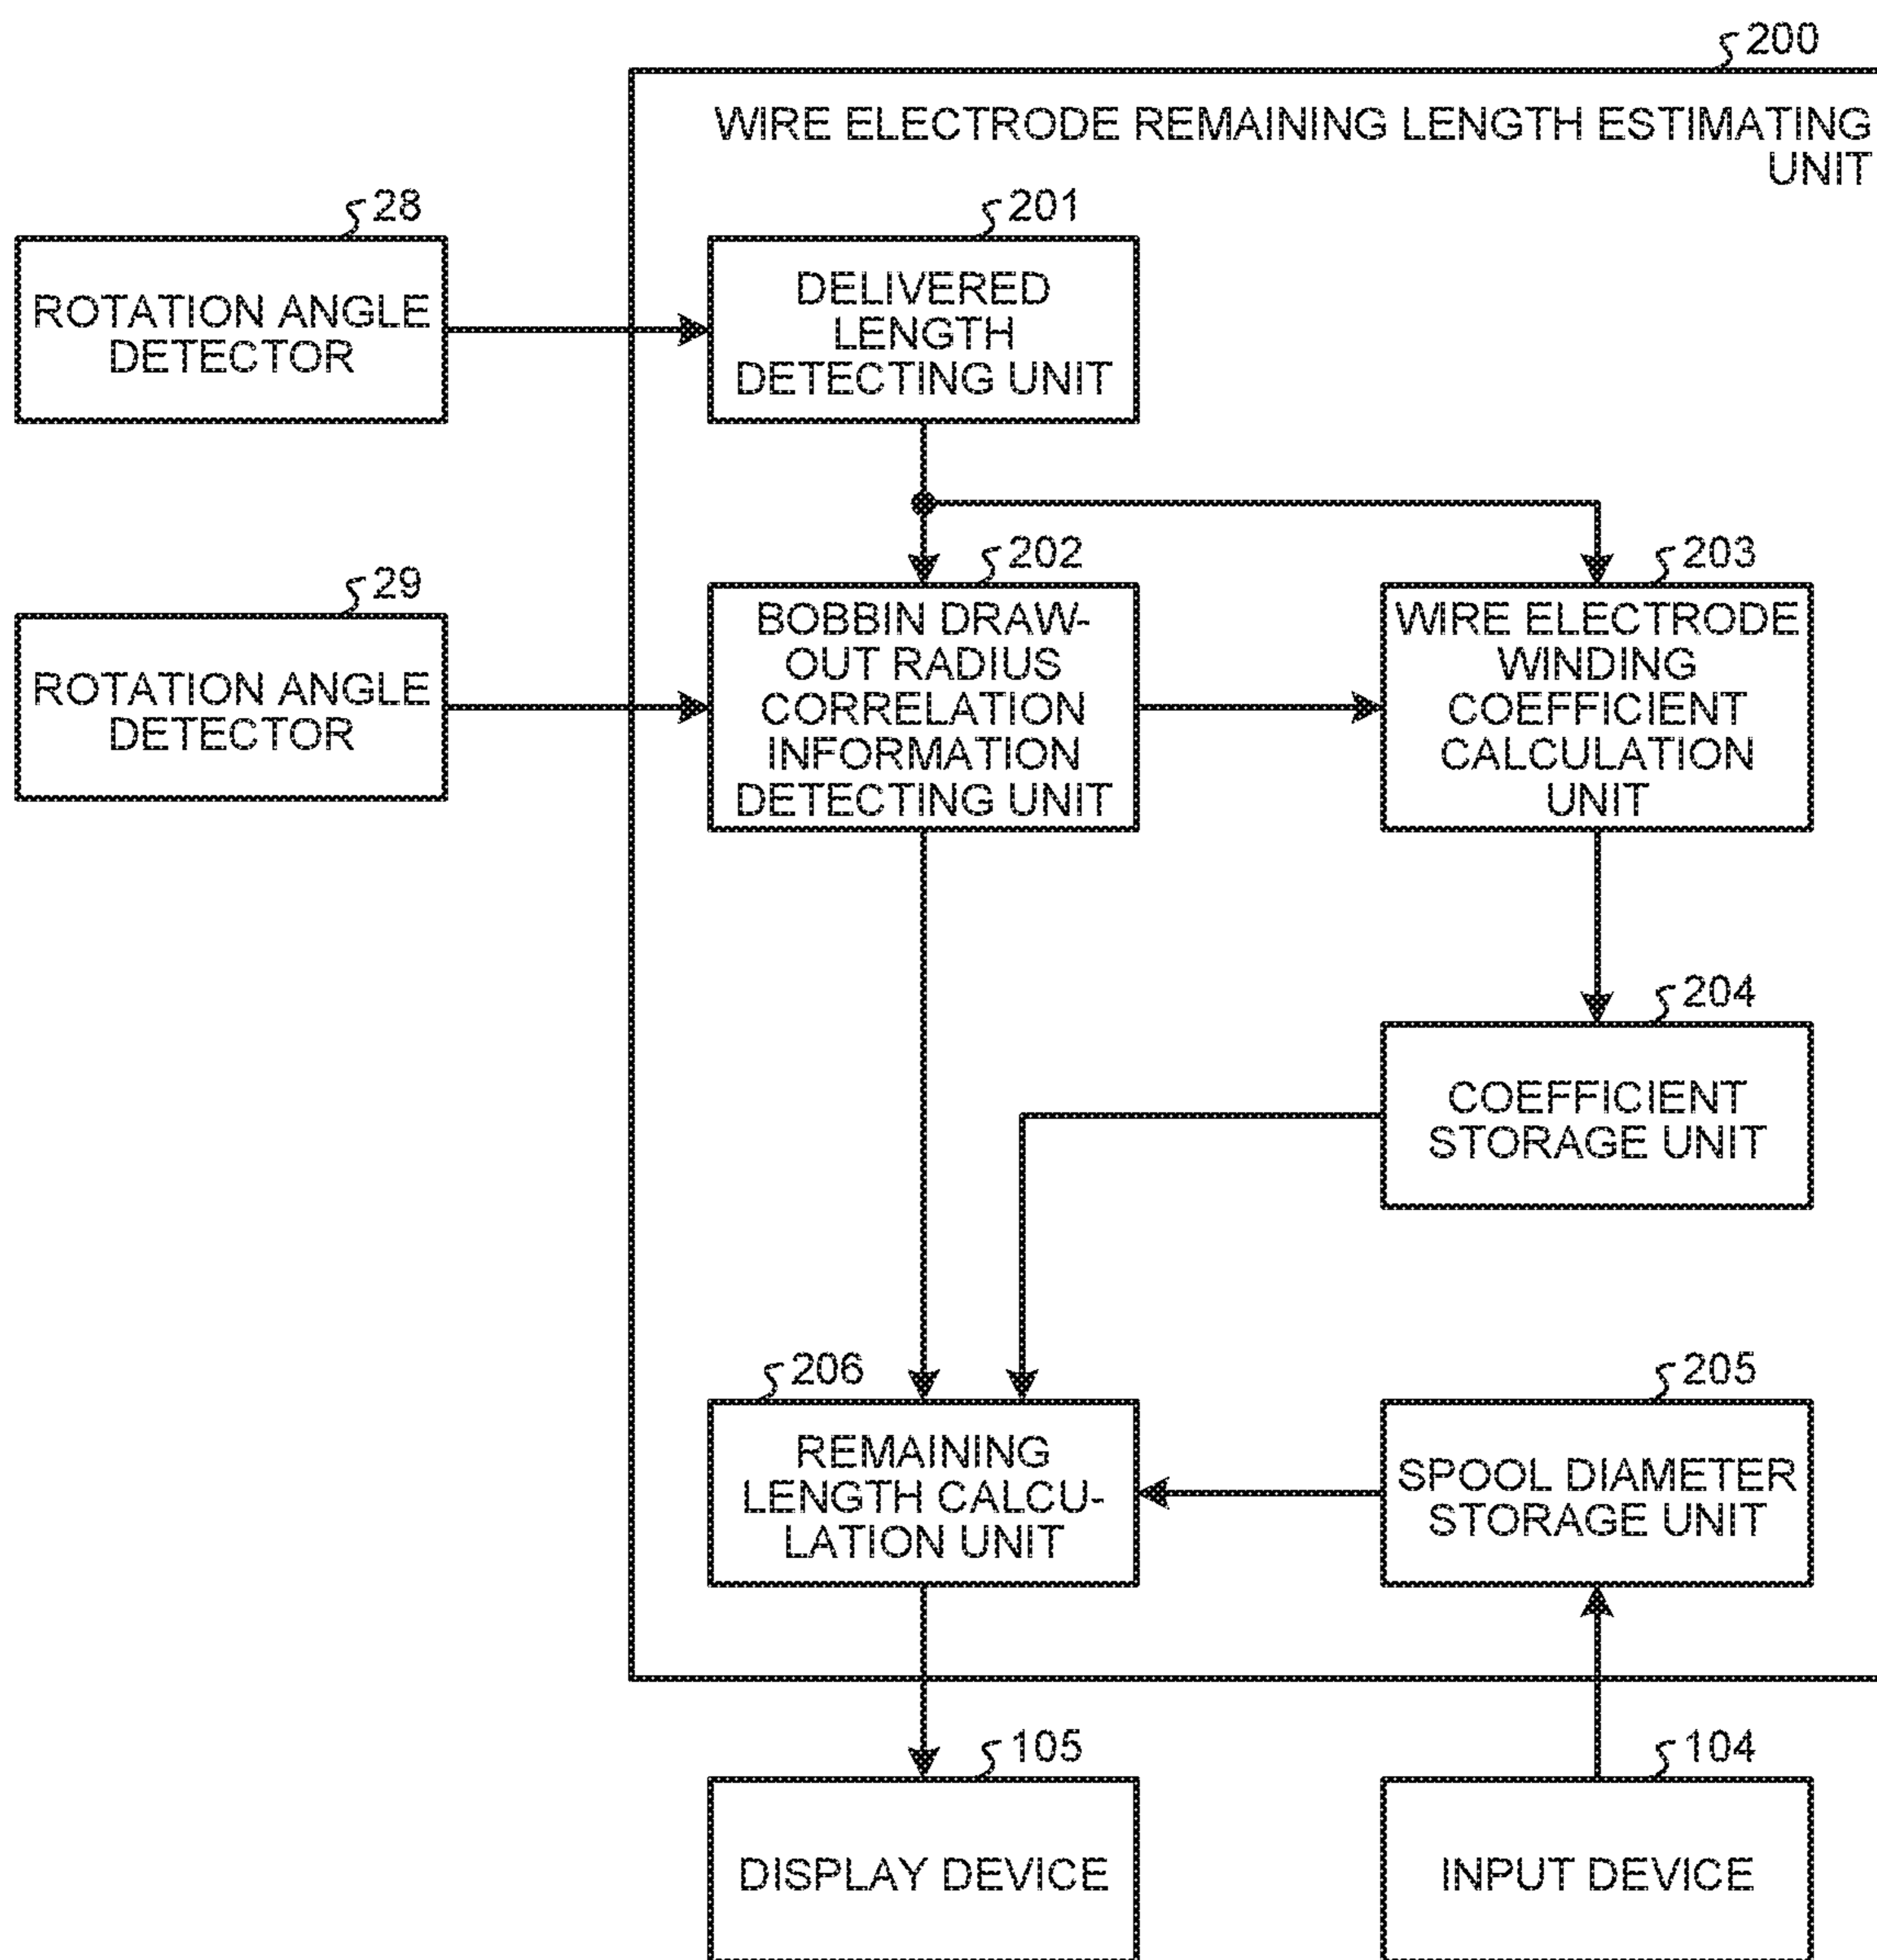 200
WIRE ELECTRODE REMAINING LENGTH ESTIMATING
UNIT
28
ROTATION ANGLE
DETECTOR
201
DELIVERED
LENGTH
DETECTING UNIT
29
ROTATION ANGLE
DETECTOR
202
BOBBIN DRAW-
OUT RADIUS
CORRELATION
INFORMATION
DETECTING UNIT
203
WIRE ELECTRODE
WINDING
COEFFICIENT
CALCULATION
UNIT
204
COEFFICIENT
STORAGE UNIT
206
REMAINING
LENGTH CALCU-
LATION UNIT
205
SPOOL DIAMETER
STORAGE UNIT
105
DISPLAY DEVICE
104
INPUT DEVICE